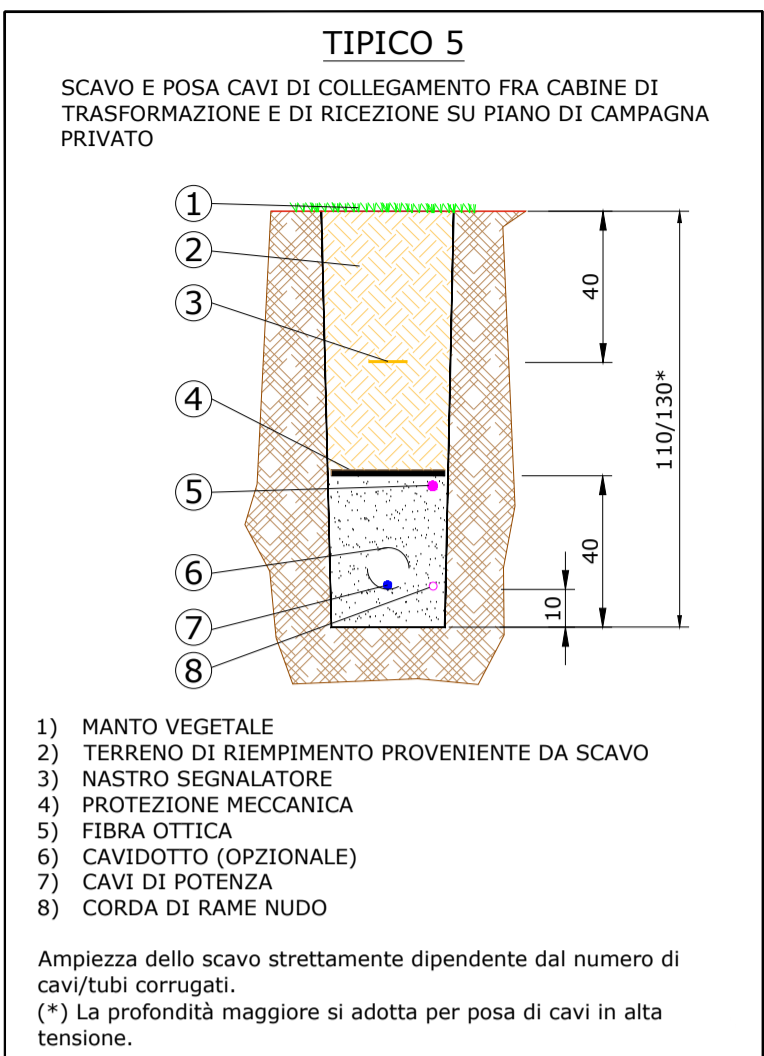 TIPICO 5
SCAVO E POSA CAVI DI COLLEGAMENTO FRA CABINE DI
TRASFORMAZIONE E DI RICEZIONE SU PIANO DI CAMPAGNA
PRIVATO
1
2
3
4
5
6
7
8
40
110/130*
40
10
1) MANTO VEGETALE
2) TERRENO DI RIEMPIMENTO PROVENIENTE DA SCAVO
3) NASTRO SEGNALATORE
4) PROTEZIONE MECCANICA
5) FIBRA OTTICA
6) CAVIDOTTO (OPZIONALE)
7) CAVI DI POTENZA
8) CORDA DI RAME NUDO
Ampiezza dello scavo strettamente dipendente dal numero di
cavi/tubi corrugati.
(*) La profondità maggiore si adotta per posa di cavi in alta
tensione.